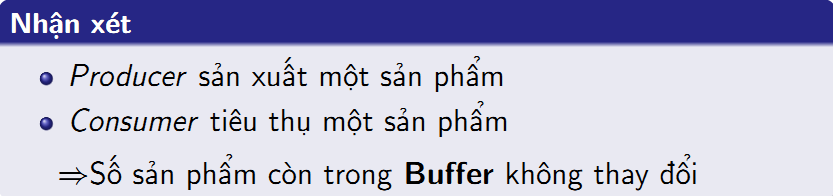 Nhận xét
Producer sản xuất một sản phẩm
Consumer tiêu thụ một sản phẩm
⇒Số sản phẩm còn trong Buffer không thay đổi